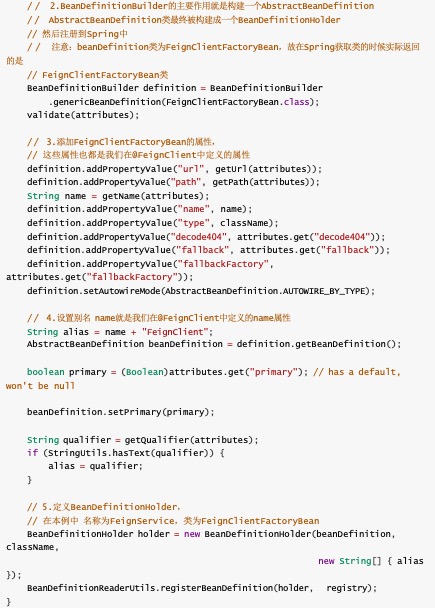 //  2.BeanDefinitionBuilder的主要作用就是构建一个AbstractBeanDefinition
//  AbstractBeanDefinition类最终被构建成一个BeanDefinitionHolder
// 然后注册到Spring中
//  注意：beanDefinition类为FeignClientFactoryBean，故在Spring获取类的时候实际返回
的是
// FeignClientFactoryBean类
BeanDefinitionBuilder definition = BeanDefinitionBuilder
.genericBeanDefinition(FeignClientFactoryBean.class);
validate(attributes);
// 3.添加FeignClientFactoryBean的属性，
// 这些属性也都是我们在@FeignClient中定义的属性
definition.addPropertyValue("url", getUrl(attributes));
definition.addPropertyValue("path", getPath(attributes));
String name = getName(attributes);
definition.addPropertyValue("name", name);
definition.addPropertyValue("type", className);
definition.addPropertyValue("decode404", attributes.get("decode404"));
definition.addPropertyValue("fallback", attributes.get("fallback"));
definition.addPropertyValue("fallbackFactory",
attributes.get("fallbackFactory"));
definition.setAutowireMode(AbstractBeanDefinition.AUTOWIRE_BY_TYPE);
// 4.设置别名 name就是我们在@FeignClient中定义的name属性
String alias = name + "FeignClient";
AbstractBeanDefinition beanDefinition = definition.getBeanDefinition();
boolean primary = (Boolean)attributes.get("primary"); // has a default,
won't be null
beanDefinition.setPrimary(primary);
String qualifier = getQualifier(attributes);
if (StringUtils.hasText(qualifier)) {
alias = qualifier;
}
// 5.定义BeanDefinitionHolder，
// 在本例中 名称为FeignService，类为FeignClientFactoryBean
BeanDefinitionHolder holder = new BeanDefinitionHolder(beanDefinition,
className,
new String[] { alias
});
BeanDefinitionReaderUtils.registerBeanDefinition(holder,  registry);
}